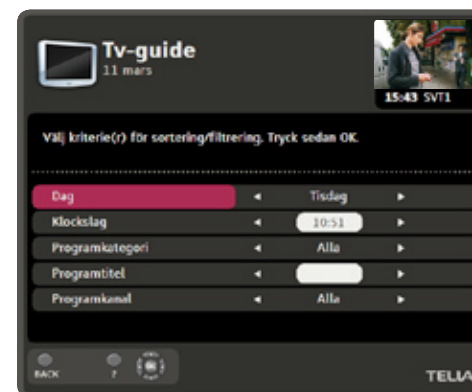 Tv-guide
11 mars
15:43 SVT1
Välj kriterie(r) för sortering/filtrering. Tryck sedan OK.
Dag Tisdag
Klockslag 10:51
Programkategori Alla
Programtitel
Programkanal Alla
BACK ? OK
TELIA